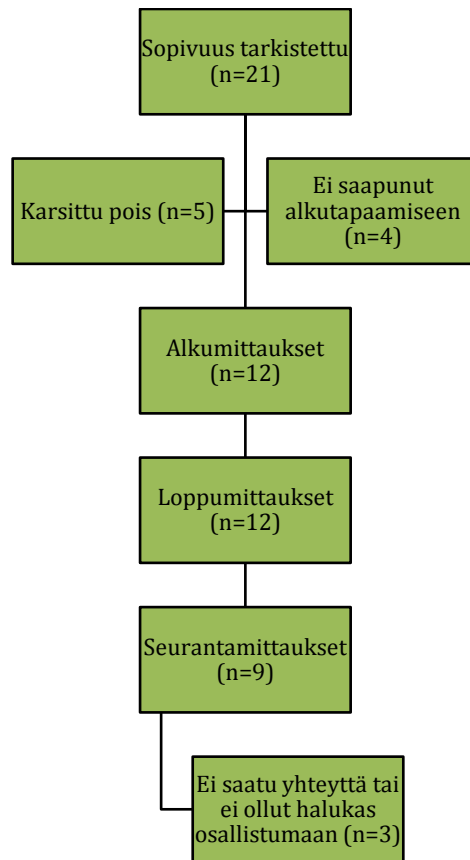 Sopivuus tarkistettu
(n=21)
Karsittu pois (n=5)
Ei saapunut
alkutapaamiseen
(n=4)
Alkumittaukset
(n=12)
Loppumittaukset
(n=12)
Seurantamittaukset
(n=9)
Ei saatu yhteyttä tai
ei ollut halukas
osallistumaan (n=3)